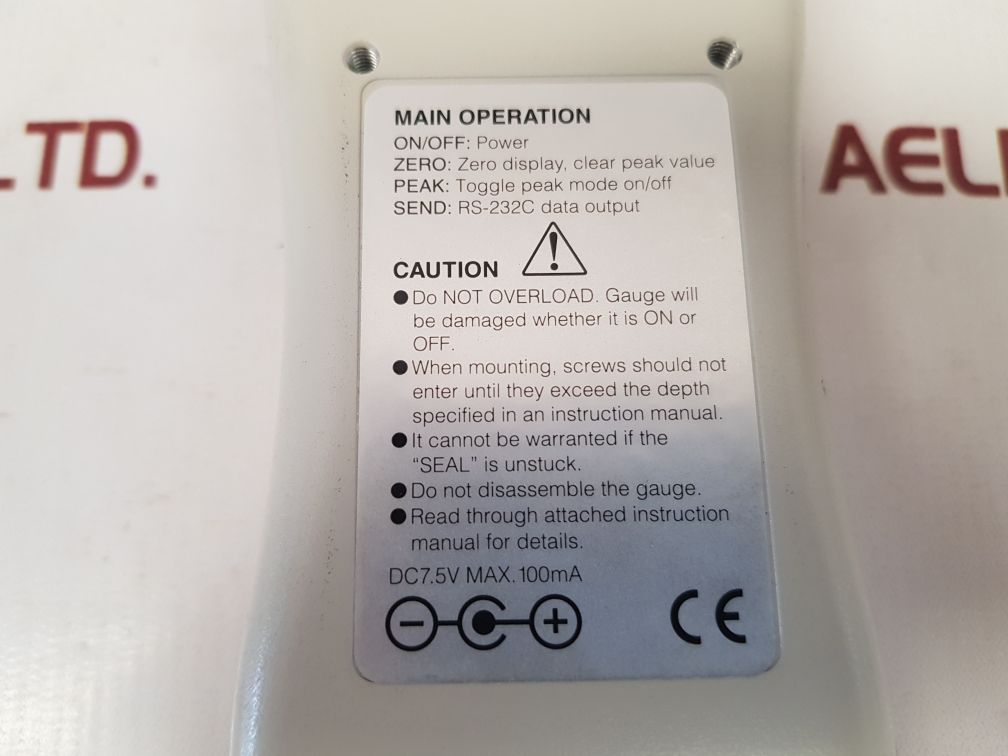 LTD.
AELI
MAIN OPERATION
ON/OFF: Power
ZERO: Zero display, clear peak value
PEAK: Toggle peak mode on/off
SEND: RS-232C data output
CAUTION
● Do NOT OVERLOAD. Gauge will
be damaged whether it is ON or
OFF.
● When mounting, screws should not
enter until they exceed the depth
specified in an instruction manual.
● It cannot be warranted if the
“SEAL” is unstuck.
● Do not disassemble the gauge.
● Read through attached instruction
manual for details.
DC7.5V MAX.100mA
CE